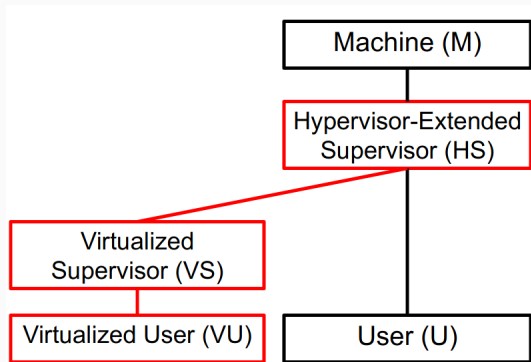 Machine (M)
Hypervisor-Extended
Supervisor (HS)
Virtualized
Supervisor (VS)
Virtualized User (VU)
User (U)